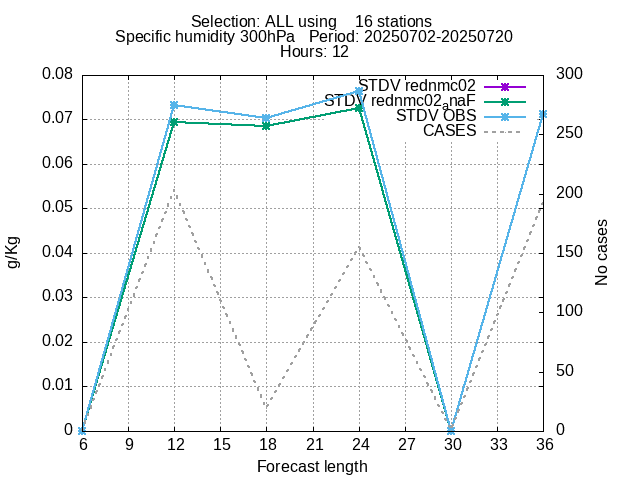 Selection: ALL using    16 stations
Specific humidity 300hPa   Period: 20250702-20250720
Hours: 12
STDV rednmc02
STDV rednmc02anaF
STDV OBS
CASES
0.08
0.07
0.06
0.05
0.04
0.03
0.02
0.01
0
g/Kg
300
250
200
150
100
50
0
No cases
6 9 12 15 18 21 24 27 30 33 36
Forecast length